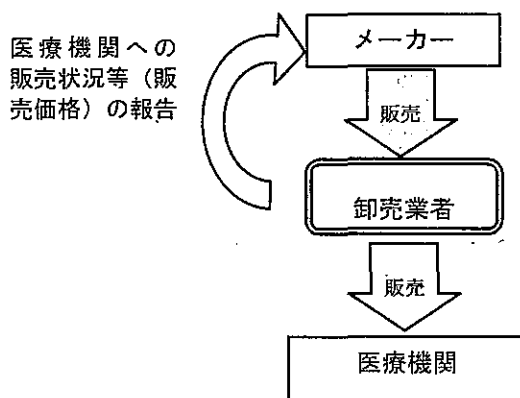 医療機関への
販売状況等（販
売価格）の報告
メーカー
販売
卸売業者
販売
医療機関